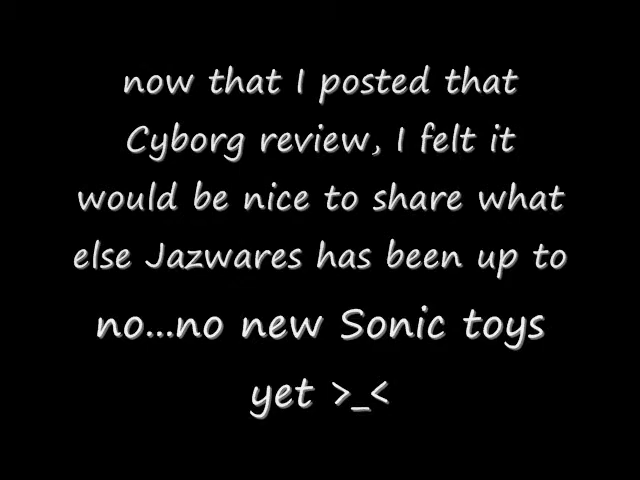 now that I posted that
Cyborg review, I felt it
would be nice to share what
else Jazwares has been up to
no...no new Sonic toys
yet >_<